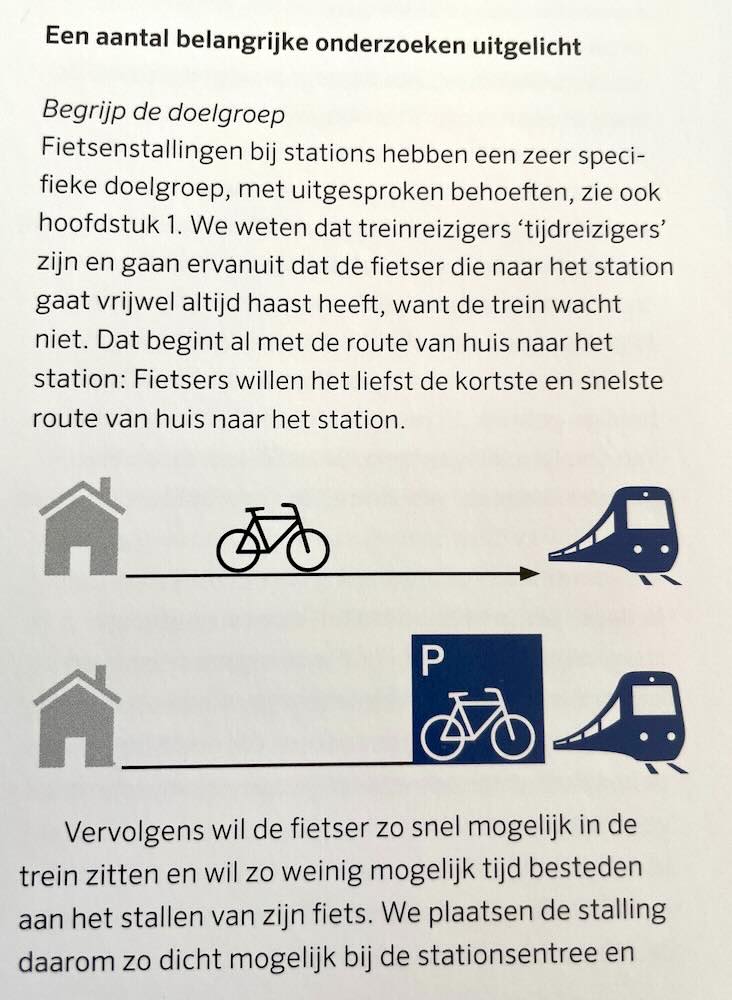 Een aantal belangrijke onderzoeken uitgelicht
Begrijp de doelgroep
Fietsenstallingen bij stations hebben een zeer speci-
fieke doelgroep, met uitgesproken behoeften, zie ook
hoofdstuk 1. We weten dat treinreizigers ‘tijdreizigers’
zijn en gaan ervanuit dat de fietser die naar het station
gaat vrijwel altijd haast heeft, want de trein wacht
niet. Dat begint al met de route van huis naar het
station: Fietsers willen het liefst de kortste en snelste
route van huis naar het station.
P
Vervolgens wil de fietser zo snel mogelijk in de
trein zitten en wil zo weinig mogelijk tijd besteden
aan het stallen van zijn fiets. We plaatsen de stalling
daarom zo dicht mogelijk bij de stationsentree en